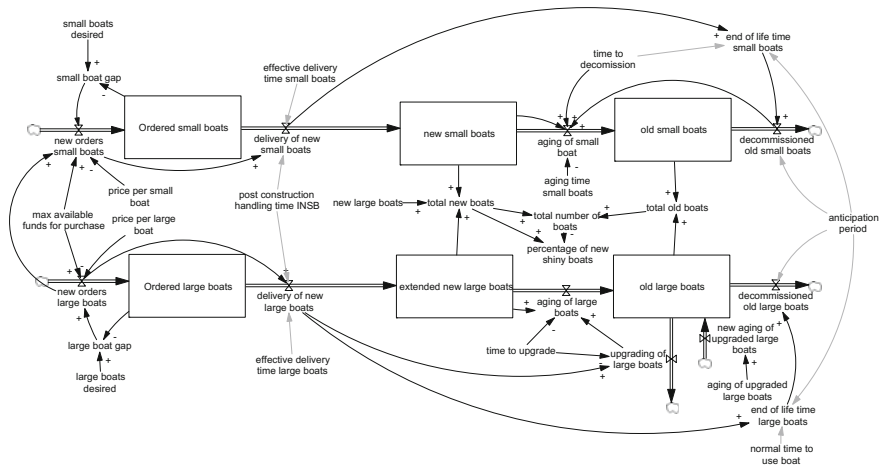 small boats
desired
small boat gap
effective delivery
time small boats
time to
decomission
end of life time
small boats
Ordered small boats
new small boats
old small boats
new orders
small boats
delivery of new
small boats
aging of small
boat
decommissioned
old small boats
price per small
boat
aging time
small boats
max available
funds for purchase
price per large
boat
post construction
handling time INSB
new large boats
total new boats
total number of
boats
total old boats
percentage of new
shiny boats
anticipation
period
Ordered large boats
extended new large boats
old large boats
new orders
large boats
delivery of new
large boats
aging of large
boats
decommissioned
old large boats
large boat gap
large boats
desired
effective delivery
time large boats
time to upgrade
upgrading of
large boats
new aging of
upgraded large
boats
aging of upgraded
large boats
end of life time
large boats
normal time to
use boat